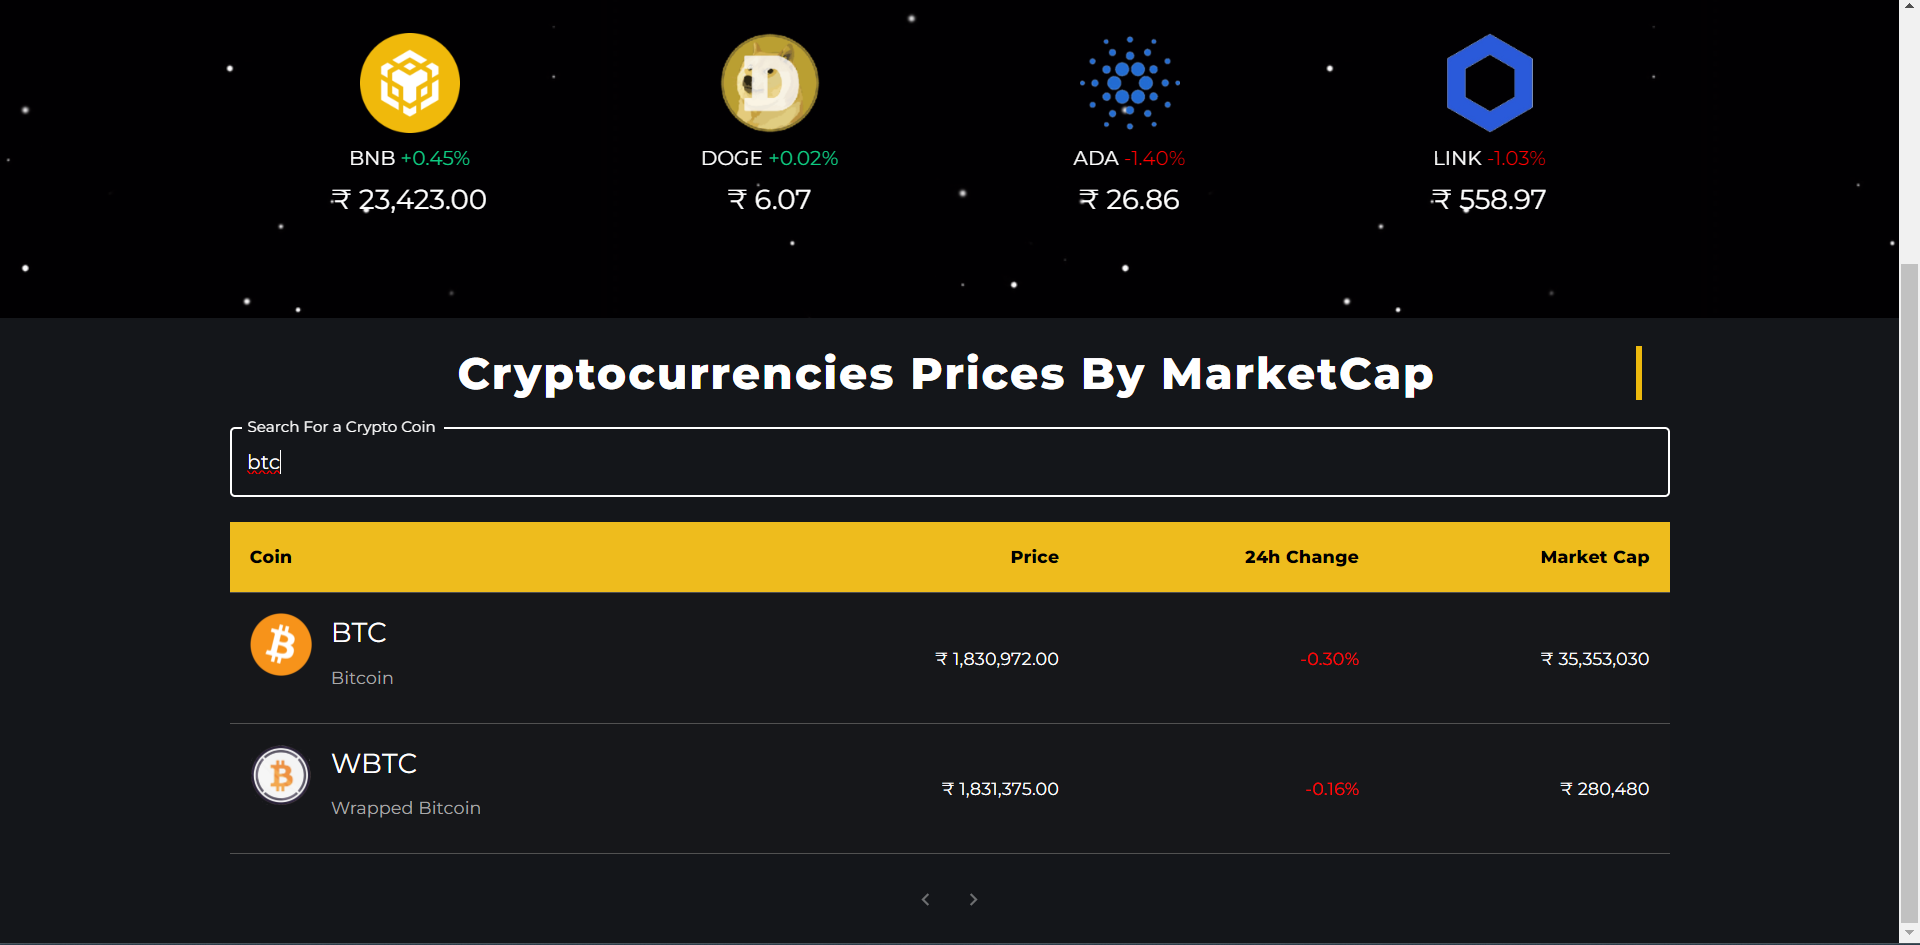 BNB +0.45%
₹ 23,423.00
DOGE +0.02%
₹ 6.07
ADA -1.40%
₹ 26.86
LINK -1.03%
₹ 558.97
Cryptocurrencies Prices By MarketCap
Search For a Crypto Coin
btc
Coin Price 24h Change Market Cap
BTC
Bitcoin
₹ 1,830,972.00 -0.30% ₹ 35,353,030
WBTC
Wrapped Bitcoin
₹ 1,831,375.00 -0.16% ₹ 280,480